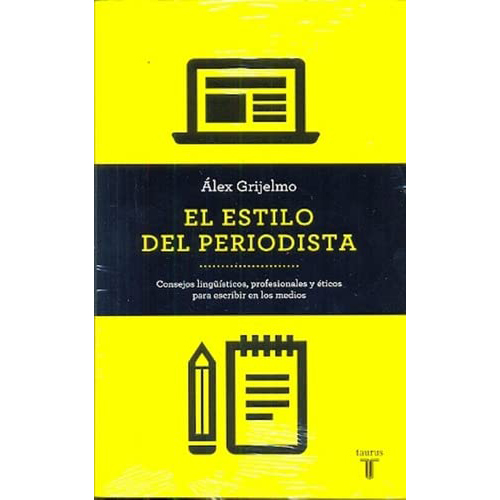 Álex Grijelmo
EL ESTILO
DEL PERIODISTA
Consejos lingüísticos, profesionales y éticos
para escribir en los medios
taurus